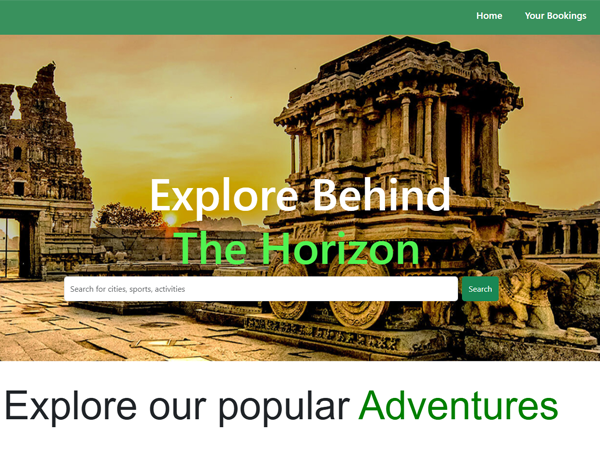 Home Your Bookings
Explore Behind
The Horizon
Search for cities, sports, activities Search
Explore our popular Adventures